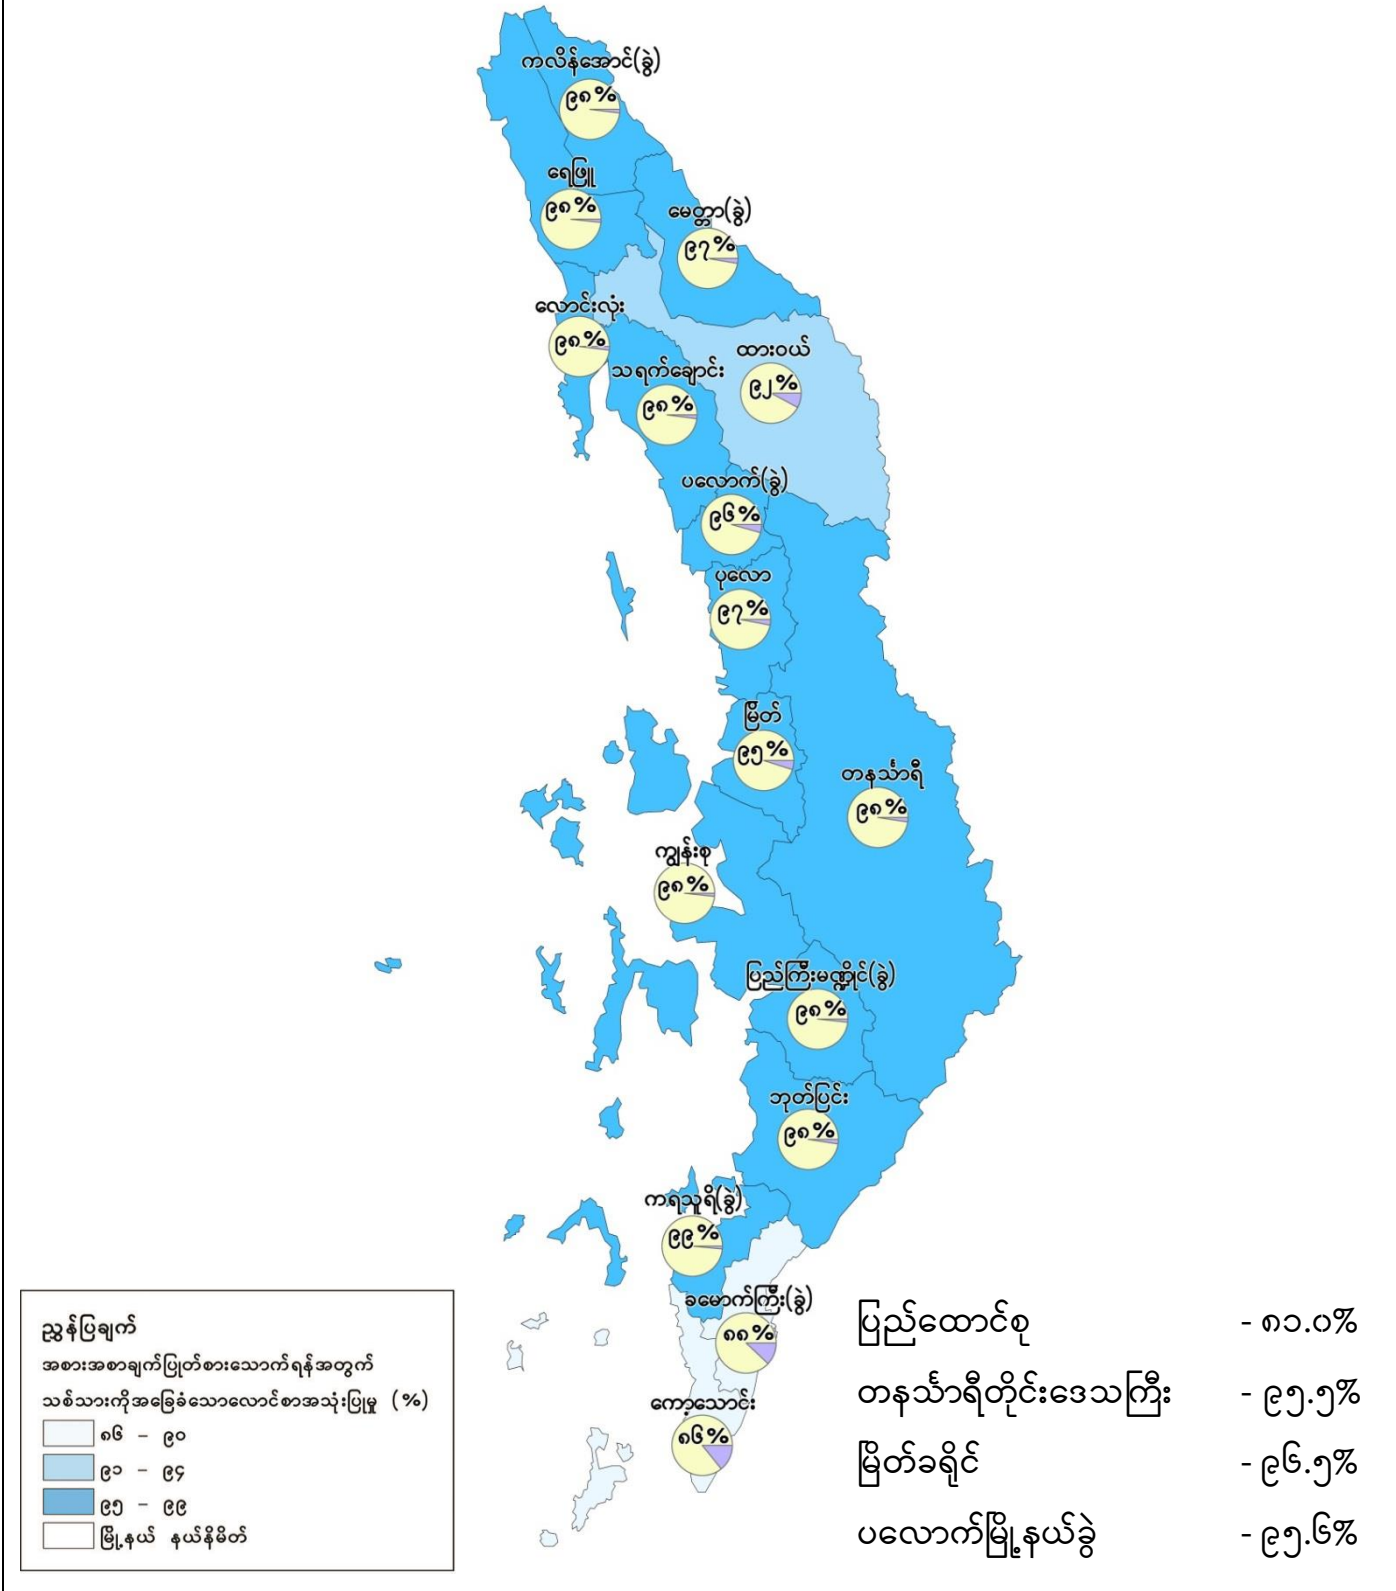 ကလိန်အောင်(ခွဲ)
၉၈%
ရေဖြူ
၉၈%
မေတ္တာ(ခွဲ)
၉၇%
လောင်းလုံး
၉၈%
ထားဝယ်
၉၂%
သရက်ချောင်း
၉၈%
ပလောက်(ခွဲ)
၉၆%
ပုလော
၉၇%
မြိတ်
၉၅%
တနင်္သာရီ
၉၈%
ကျွန်းစု
၉၈%
ပြည်ကြီးမဏ္ဍိုင်(ခွဲ)
၉၈%
ဘုတ်ပြင်း
၉၈%
ကရသူရိ(ခွဲ)
၉၉%
ခမောက်ကြီး(ခွဲ)
၈၈%
ကော့သောင်း
၈၆%
ညွှန်ပြချက်
အစားအစာချက်ပြုတ်စားသောက်ရန်အတွက်
သစ်သားကိုအခြေခံသောလောင်စာအသုံးပြုမှု (%)
၈၆ – ၉၀
၉၁ – ၉၄
၉၅ – ၉၉
မြို့နယ် နယ်နိမိတ်
ပြည်ထောင်စု - ၈၁.၀%
တနင်္သာရီတိုင်းဒေသကြီး - ၉၅.၅%
မြိတ်ခရိုင် - ၉၆.၅%
ပလောက်မြို့နယ်ခွဲ - ၉၅.၆%